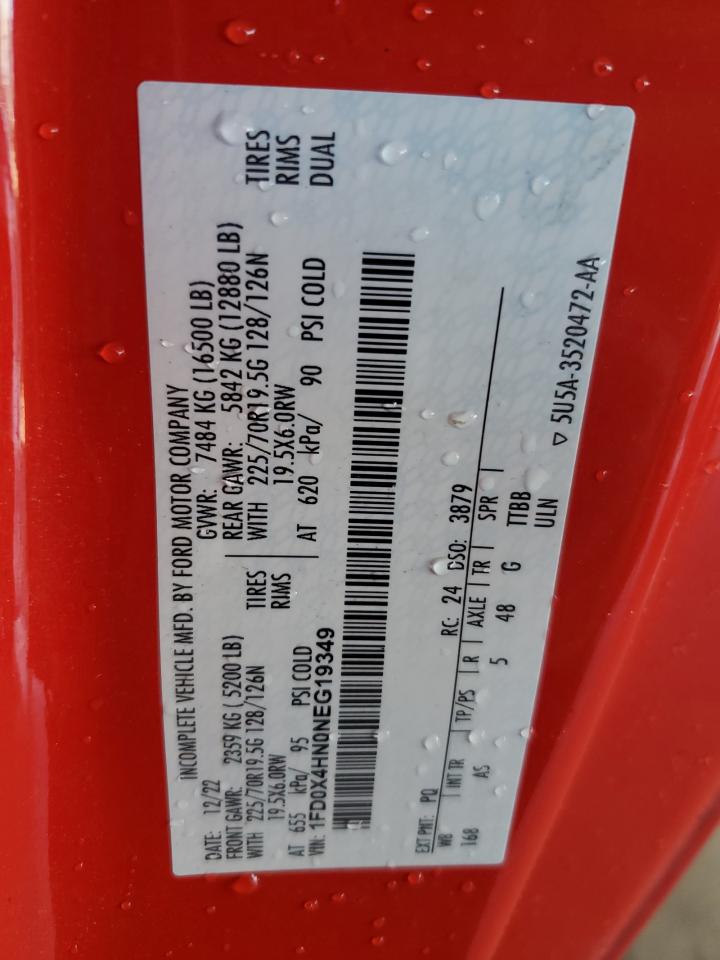 INCOMPLETE VEHICLE MFD. BY FORD MOTOR COMPANY
DATE: 12/22 GVWR: 7484 KG (16500 LB)
FRONT GAWR: 2359 KG (5200 LB) REAR GAWR: 5842 KG (12880 LB)
WITH 225/70R19.5G 128/126N TIRES WITH 225/70R19.5G 128/126N TIRES
19.5X6.0RW RIMS 19.5X6.0RW RIMS
AT 655 kPa/ 95 PSI COLD AT 620 kPa/ 90 PSI COLD DUAL
VIN: 1FD0X4HN0NEG19349
EXT PNT: PQ RC: 24 DSO: 3879
WB INT TR TP/PS R AXLE TR SPR
168 AS 5 48 G TTBB
ULN
▽ 5U5A-3520472-AA